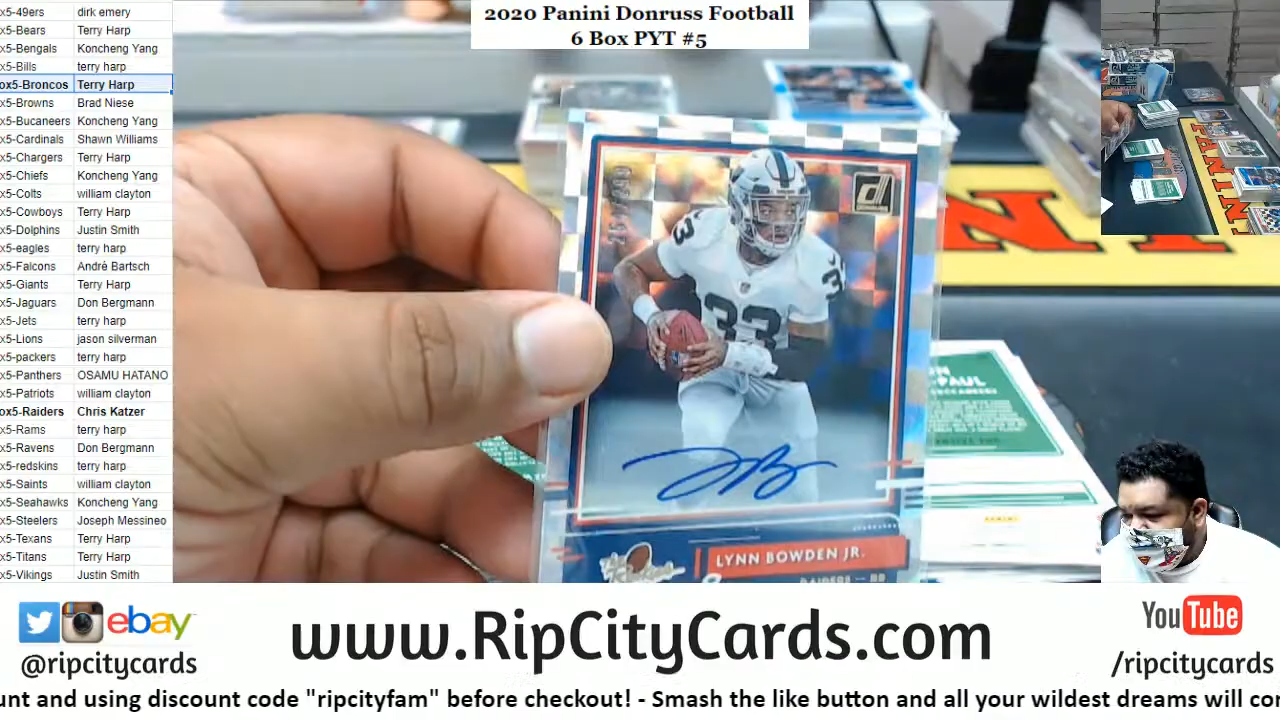 x5-49ers dirk emery
x5-Bears Terry Harp
x5-Bengals Koncheng Yang
x5-Bills terry harp
ox5-Broncos Terry Harp
x5-Browns Brad Niese
x5-Bucaneers Koncheng Yang
x5-Cardinals Shawn Williams
x5-Chargers Terry Harp
x5-Chiefs Koncheng Yang
x5-Colts william clayton
x5-Cowboys Terry Harp
x5-Dolphins Justin Smith
x5-eagles terry harp
x5-Falcons André Bartsch
x5-Giants Terry Harp
x5-Jaguars Don Bergmann
x5-Jets terry harp
x5-Lions jason silverman
x5-packers terry harp
x5-Panthers OSAMU HATANO
x5-Patriots william clayton
ox5-Raiders Chris Katzer
x5-Rams terry harp
x5-Ravens Don Bergmann
x5-redskins terry harp
x5-Saints william clayton
x5-Seahawks Koncheng Yang
x5-Steelers Joseph Messineo
x5-Texans Terry Harp
x5-Titans Terry Harp
x5-Vikings Justin Smith
2020 Panini Donruss Football
6 Box PYT #5
33
33
LYNN BOWDEN JR.
RAIDERS
PAUL
ebay
@ripcitycards
www.RipCityCards.com
YouTube
/ripcitycards
unt and using discount code "ripcityfam" before checkout! - Smash the like button and all your wildest dreams will co